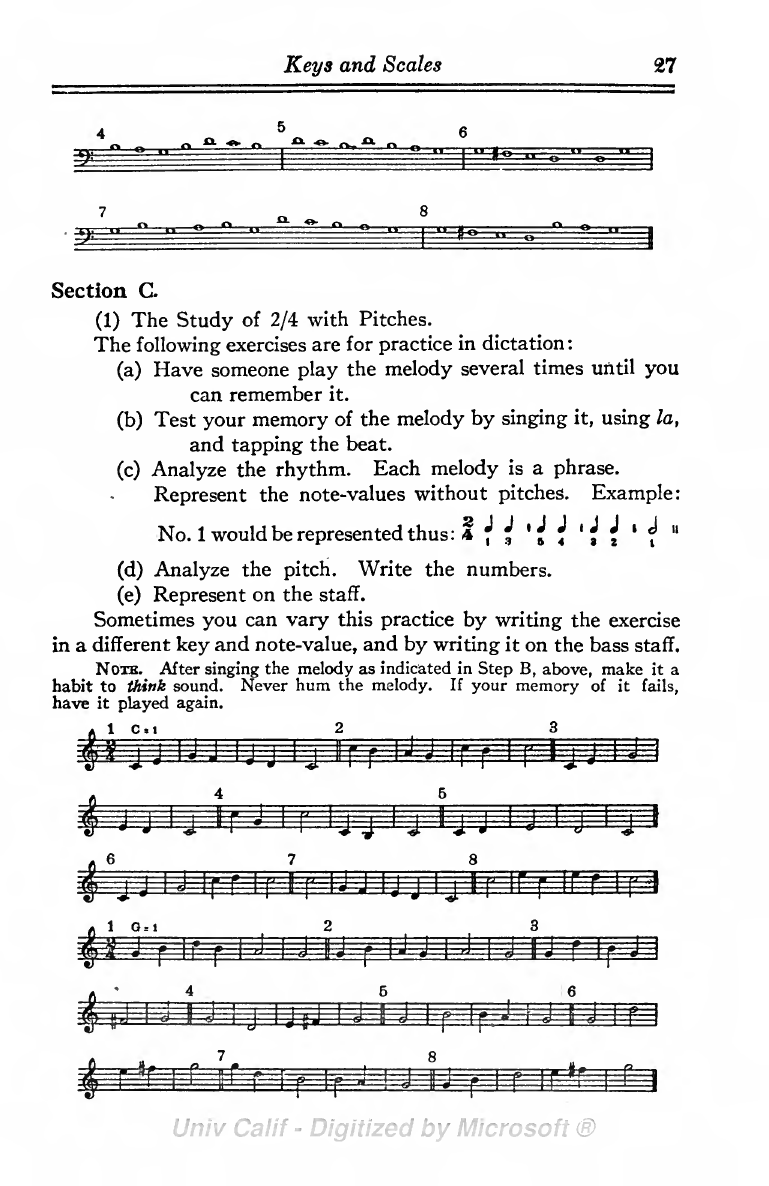 Keys and Scales 27
4 5 6
7 8
Section C.
(1) The Study of 2/4 with Pitches.
The following exercises are for practice in dictation:
(a) Have someone play the melody several times until you
can remember it.
(b) Test your memory of the melody by singing it, using la,
and tapping the beat.
(c) Analyze the rhythm. Each melody is a phrase.
Represent the note-values without pitches. Example:
No. 1 would be represented thus: 2/4
1 3 5 4 3 2 1
(d) Analyze the pitch. Write the numbers.
(e) Represent on the staff.
Sometimes you can vary this practice by writing the exercise
in a different key and note-value, and by writing it on the bass staff.
NOTE. After singing the melody as indicated in Step B, above, make it a
habit to think sound. Never hum the melody. If your memory of it fails,
have it played again.
1 C=1 2 3
2/4
4 5
6 7 8
1 G=1 2 3
2/4
4 5 6
7 8
Univ Calif - Digitized by Microsoft ®